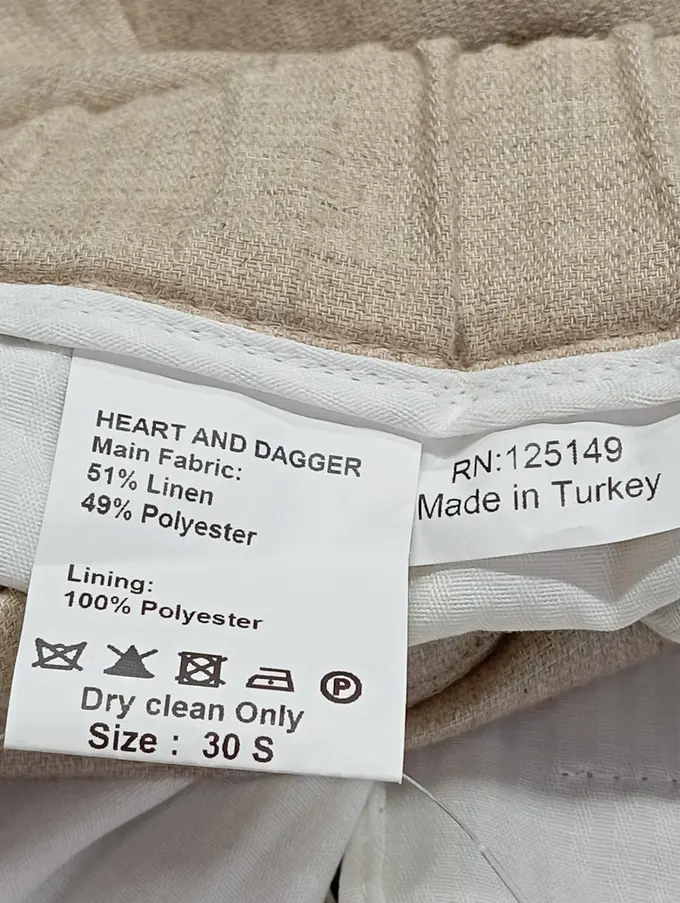 HEART AND DAGGER
Main Fabric:
51% Linen
49% Polyester
Lining:
100% Polyester
P
Dry clean Only
Size : 30 S
RN:125149
Made in Turkey